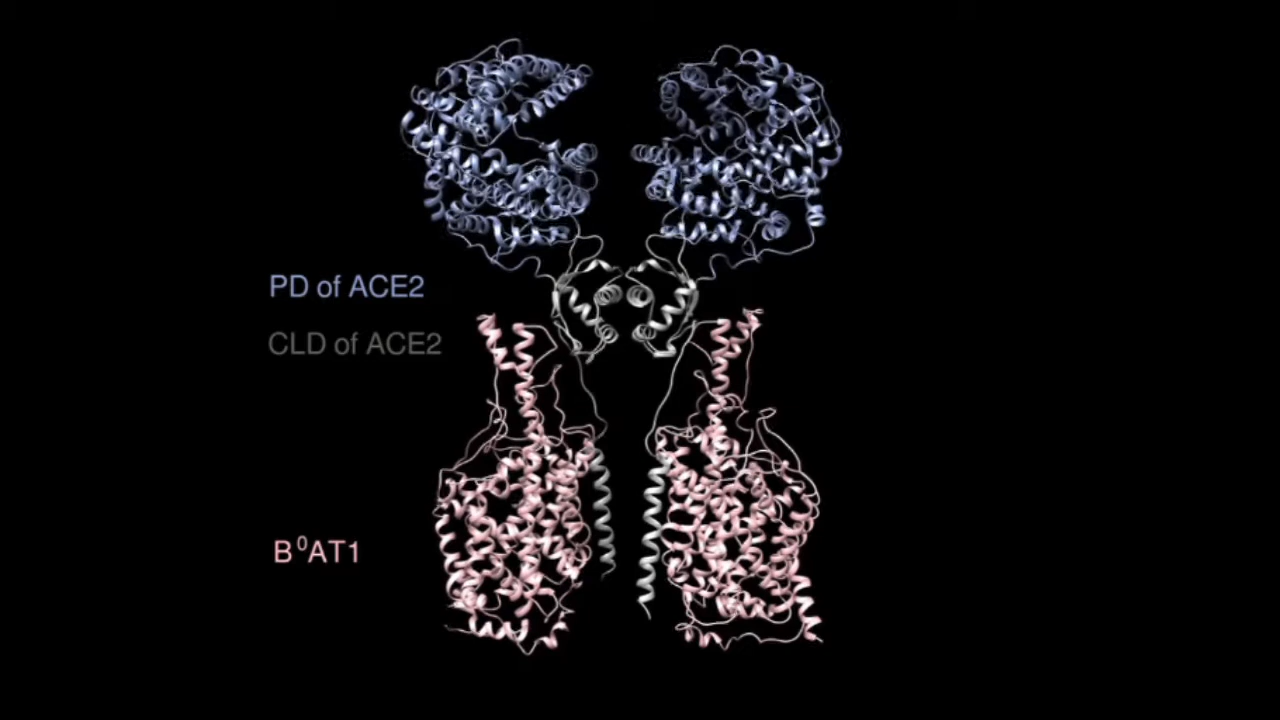 PD of ACE2
CLD of ACE2
B⁰AT1